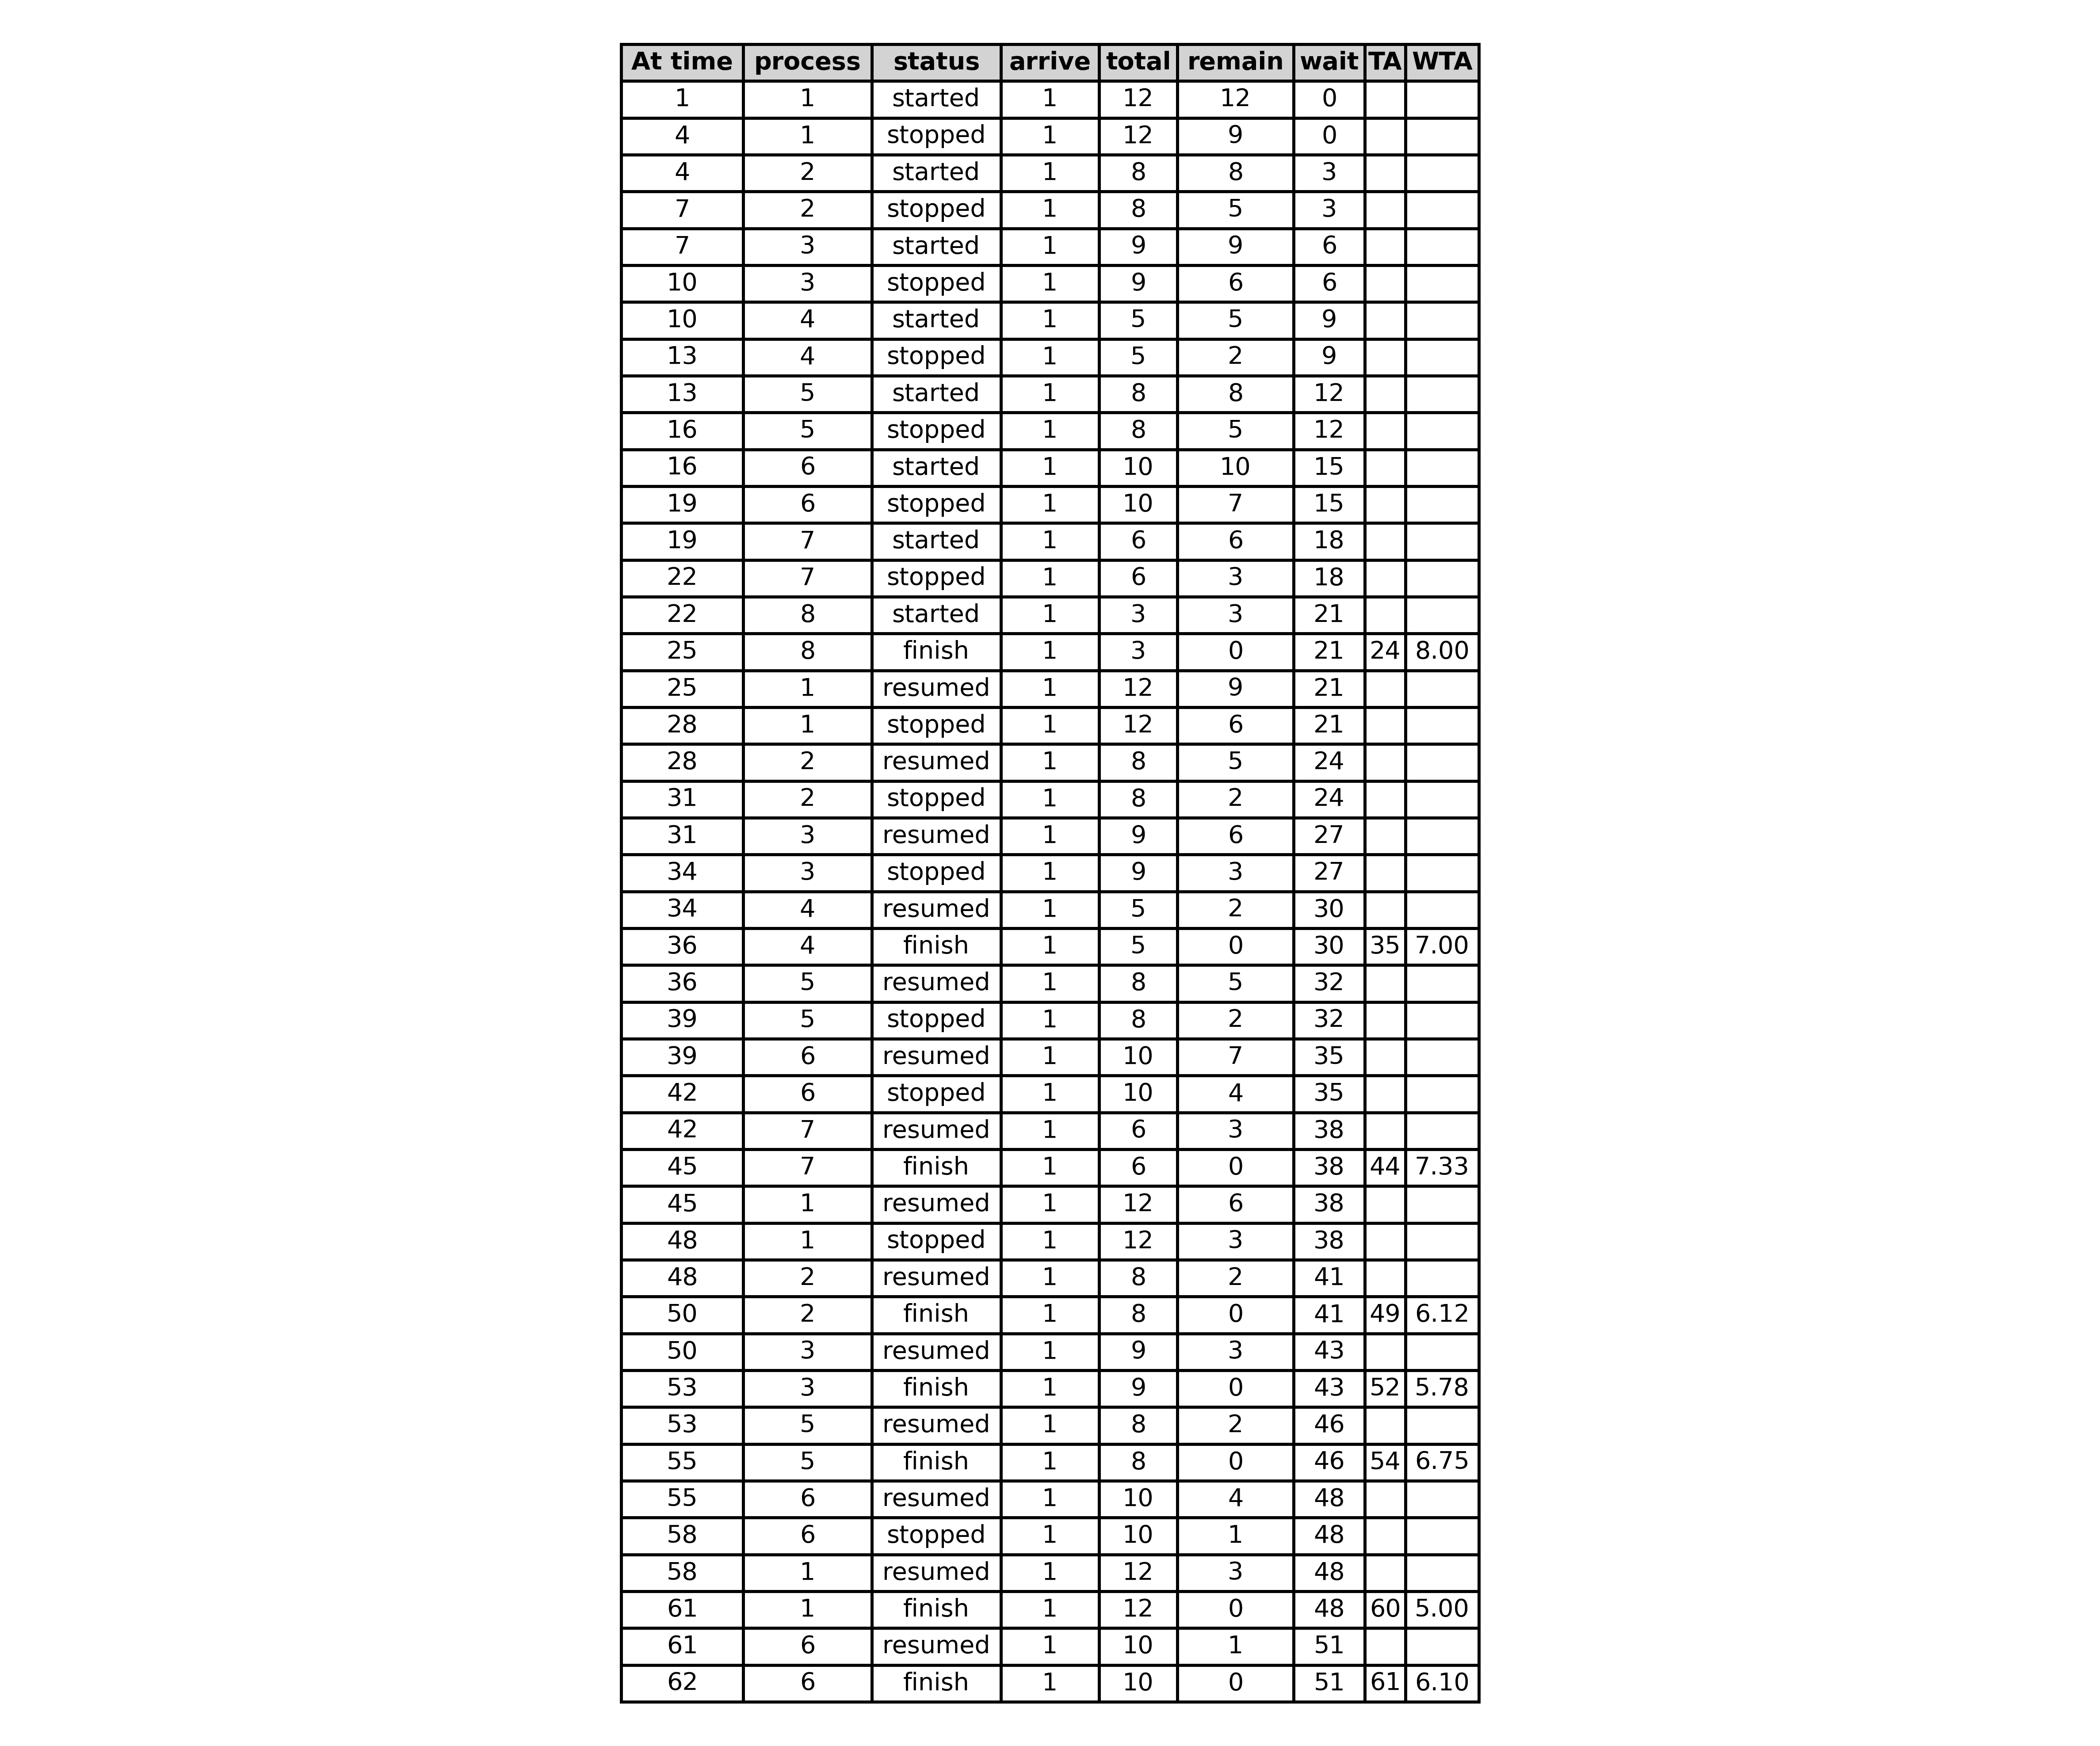 At time process status arrive total remain wait TA WTA
1 1 started 1 12 12 0
4 1 stopped 1 12 9 0
4 2 started 1 8 8 3
7 2 stopped 1 8 5 3
7 3 started 1 9 9 6
10 3 stopped 1 9 6 6
10 4 started 1 5 5 9
13 4 stopped 1 5 2 9
13 5 started 1 8 8 12
16 5 stopped 1 8 5 12
16 6 started 1 10 10 15
19 6 stopped 1 10 7 15
19 7 started 1 6 6 18
22 7 stopped 1 6 3 18
22 8 started 1 3 3 21
25 8 finish 1 3 0 21 24 8.00
25 1 resumed 1 12 9 21
28 1 stopped 1 12 6 21
28 2 resumed 1 8 5 24
31 2 stopped 1 8 2 24
31 3 resumed 1 9 6 27
34 3 stopped 1 9 3 27
34 4 resumed 1 5 2 30
36 4 finish 1 5 0 30 35 7.00
36 5 resumed 1 8 5 32
39 5 stopped 1 8 2 32
39 6 resumed 1 10 7 35
42 6 stopped 1 10 4 35
42 7 resumed 1 6 3 38
45 7 finish 1 6 0 38 44 7.33
45 1 resumed 1 12 6 38
48 1 stopped 1 12 3 38
48 2 resumed 1 8 2 41
50 2 finish 1 8 0 41 49 6.12
50 3 resumed 1 9 3 43
53 3 finish 1 9 0 43 52 5.78
53 5 resumed 1 8 2 46
55 5 finish 1 8 0 46 54 6.75
55 6 resumed 1 10 4 48
58 6 stopped 1 10 1 48
58 1 resumed 1 12 3 48
61 1 finish 1 12 0 48 60 5.00
61 6 resumed 1 10 1 51
62 6 finish 1 10 0 51 61 6.10